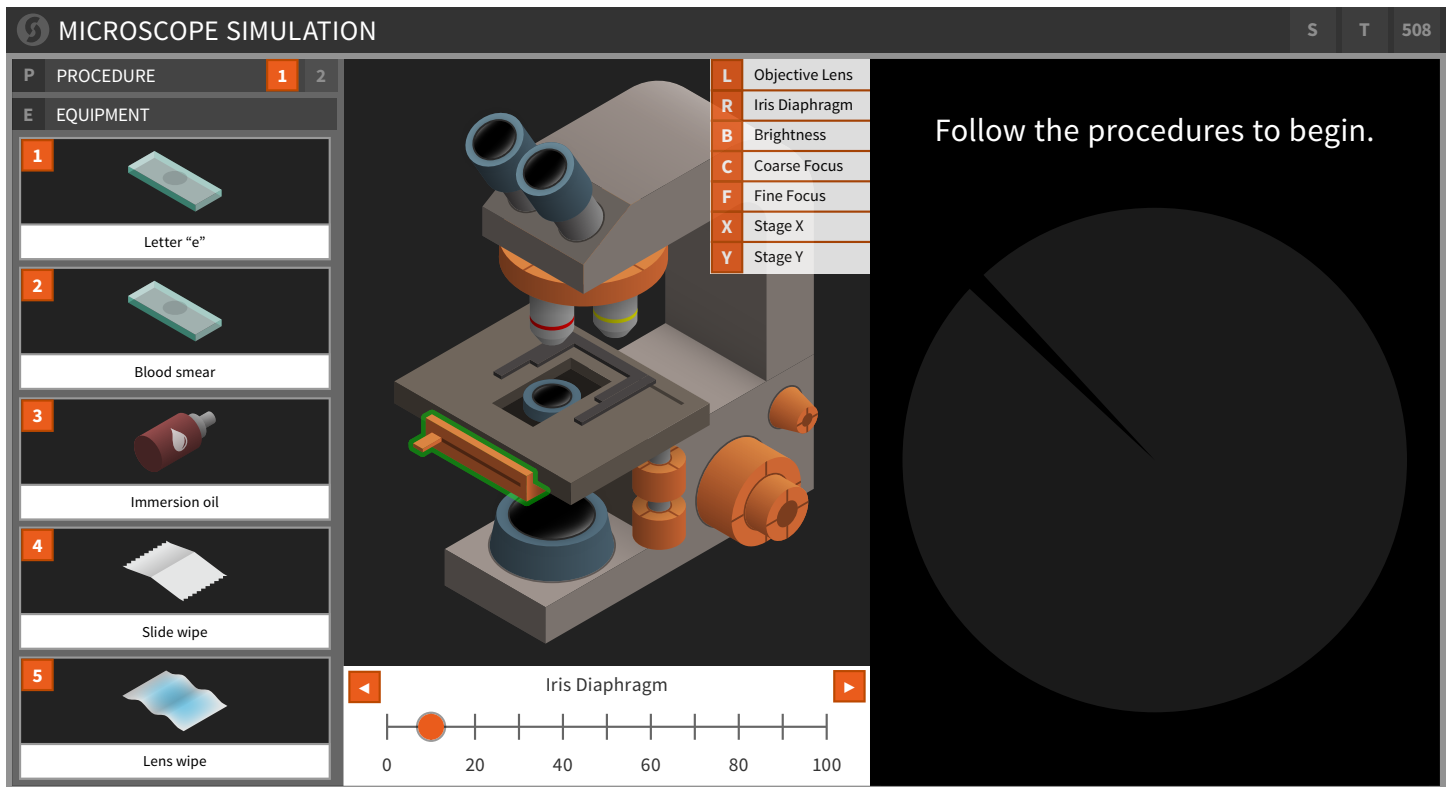 MICROSCOPE SIMULATION
S T 508
P PROCEDURE 1 2
E EQUIPMENT
1
Letter “e”
2
Blood smear
3
Immersion oil
4
Slide wipe
5
Lens wipe
L Objective Lens
R Iris Diaphragm
B Brightness
C Coarse Focus
F Fine Focus
X Stage X
Y Stage Y
Iris Diaphragm
0 20 40 60 80 100
Follow the procedures to begin.